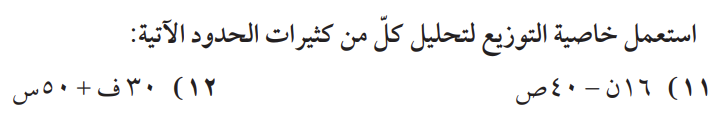 استعمل خاصية التوزيع لتحليل كلّ من كثيرات الحدود الآتية:
١١) ١٦ن – ٤٠ص ١٢) ٣٠ف + ٥٠س